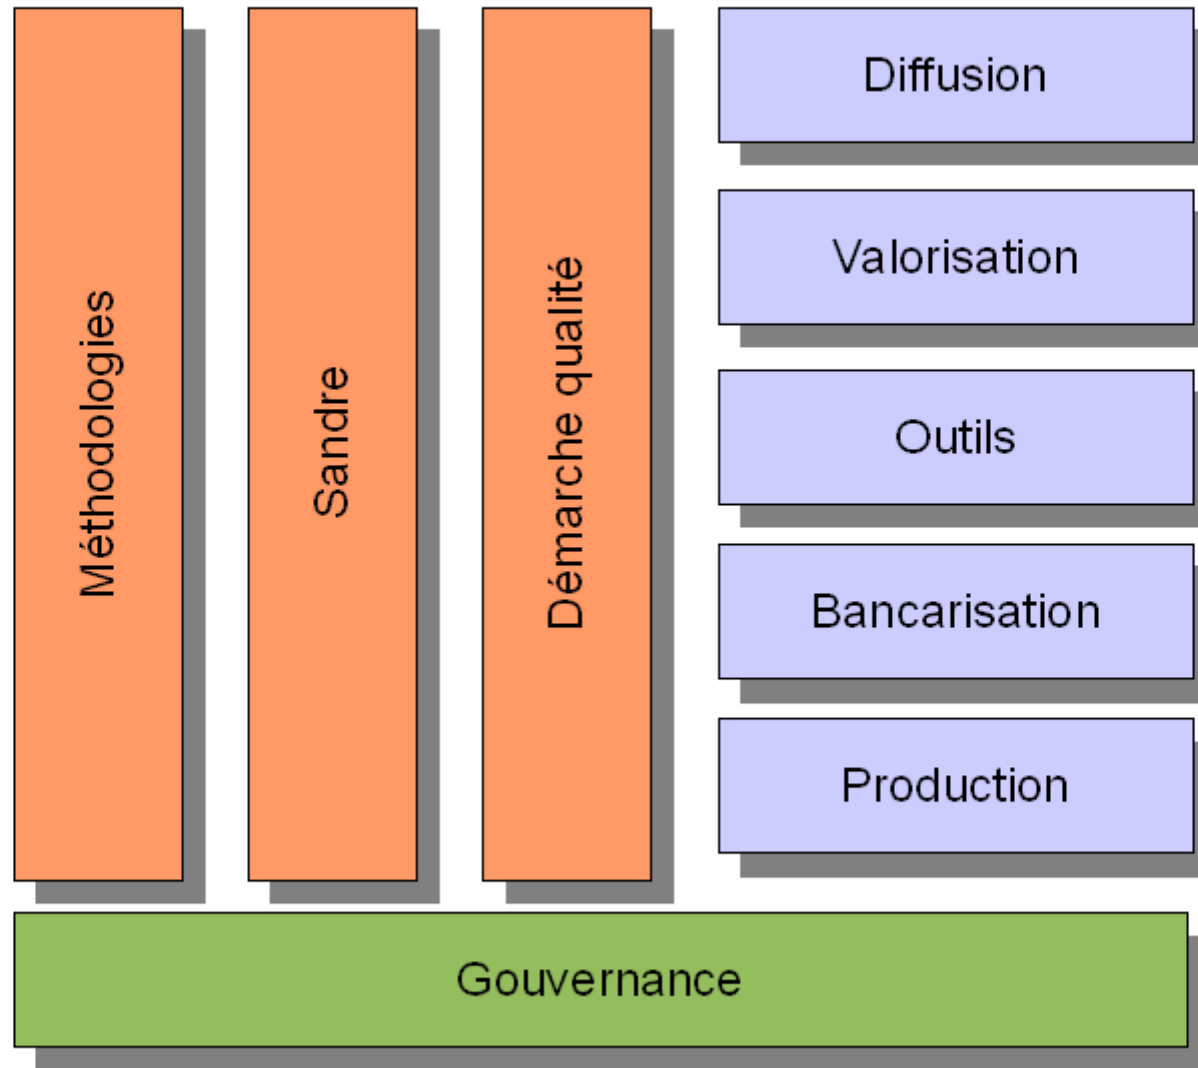 Méthodologies
Sandre
Démarche qualité
Diffusion
Valorisation
Outils
Bancarisation
Production
Gouvernance